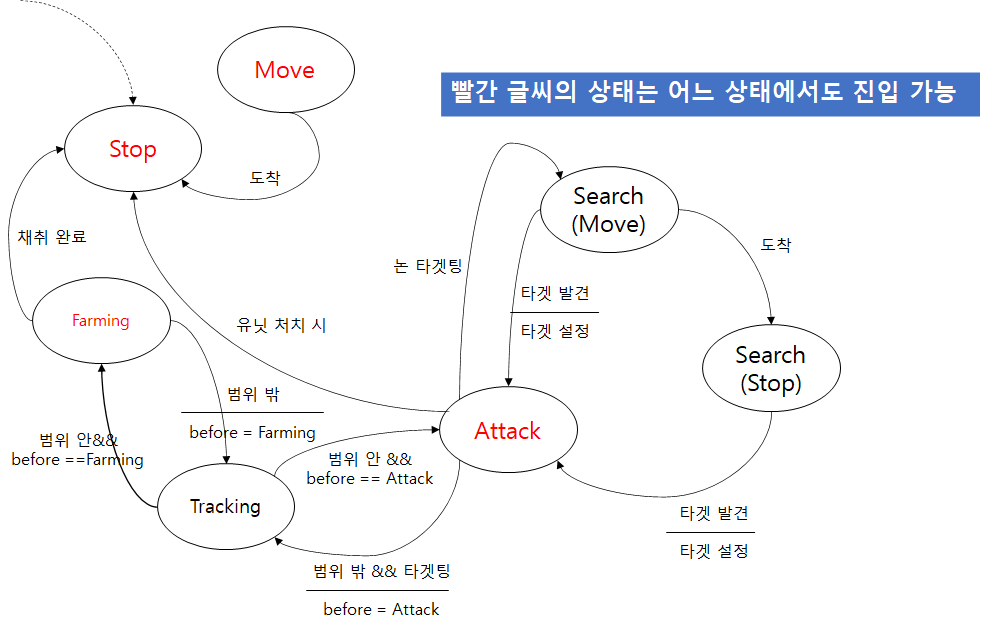 Move
빨간 글씨의 상태는 어느 상태에서도 진입 가능
Stop
도착
Search
(Move)
채취 완료
논 타겟팅
도착
타겟 발견
타겟 설정
Farming
유닛 처치 시
Search
(Stop)
범위 밖
before = Farming
Attack
범위 안&&
before ==Farming
범위 안 &&
before == Attack
Tracking
타겟 발견
타겟 설정
범위 밖 && 타겟팅
before = Attack